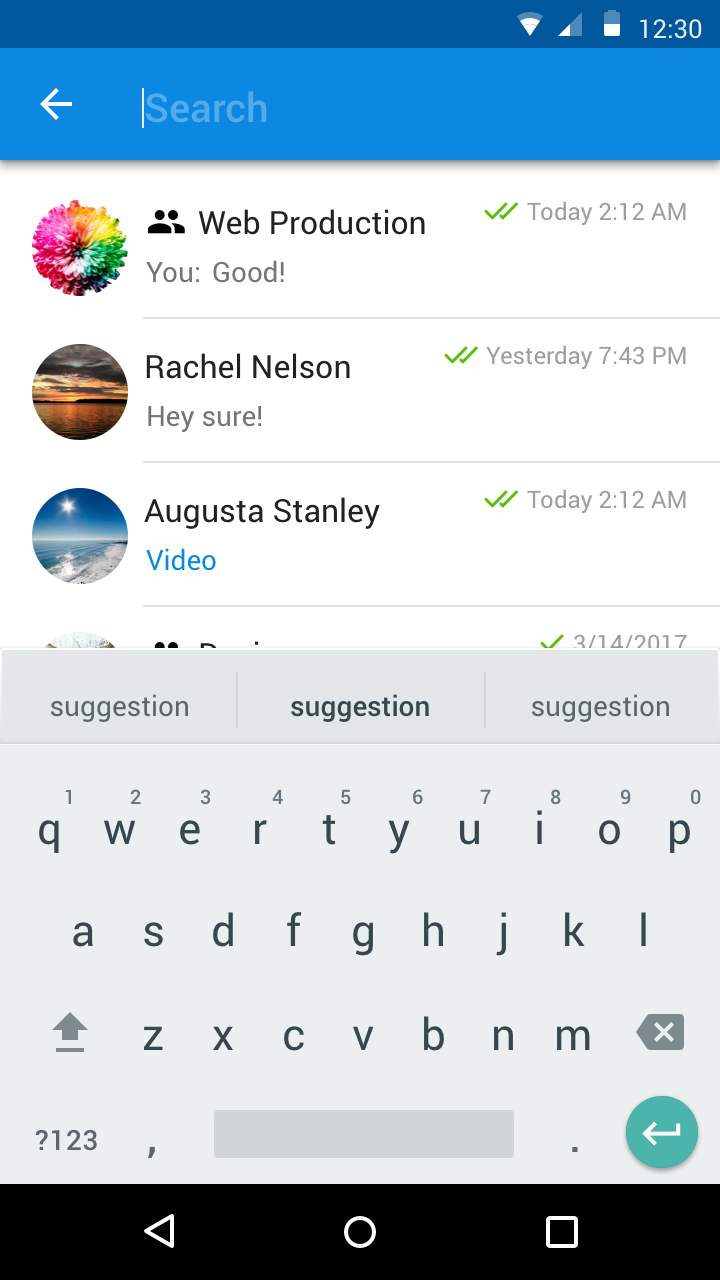 12:30
Search
Web Production
Today 2:12 AM
You: Good!
Rachel Nelson
Yesterday 7:43 PM
Hey sure!
Augusta Stanley
Today 2:12 AM
Video
3/14/2017
suggestion suggestion suggestion
1 2 3 4 5 6 7 8 9 0
q w e r t y u i o p
a s d f g h j k l
z x c v b n m
?123 , .